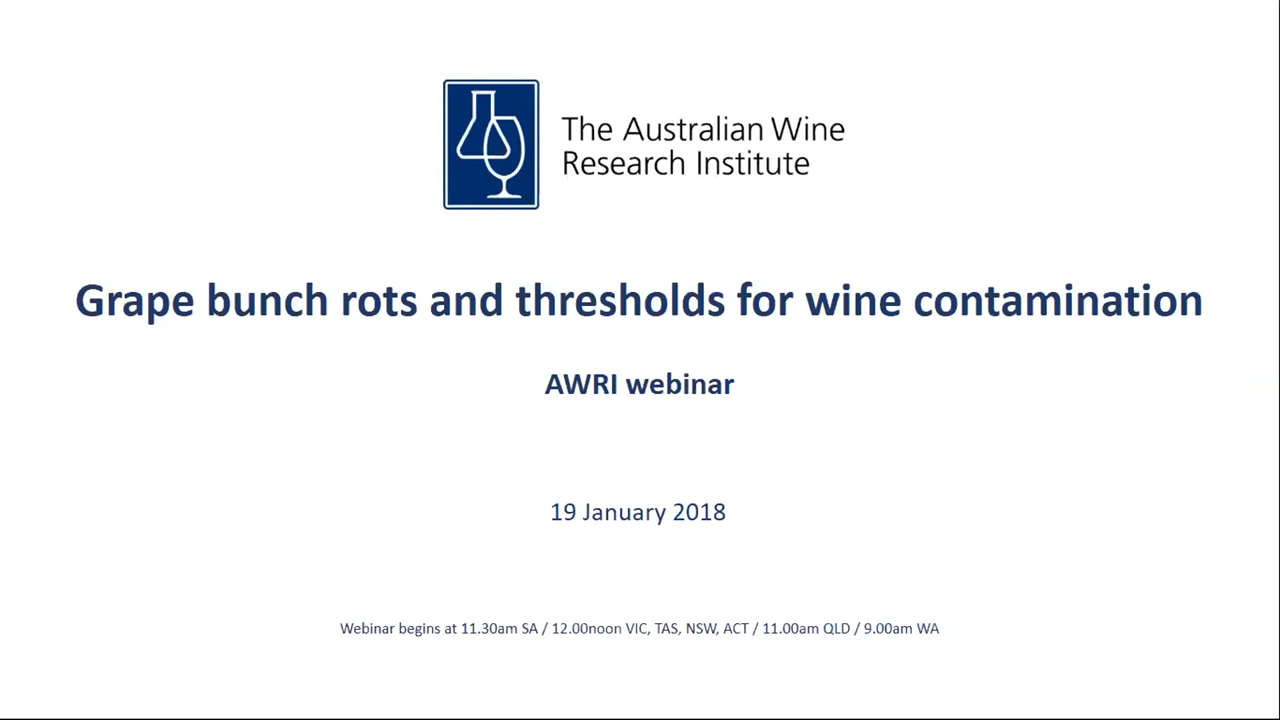 The Australian Wine
Research Institute
Grape bunch rots and thresholds for wine contamination
AWRI webinar
19 January 2018
Webinar begins at 11.30am SA / 12.00noon VIC, TAS, NSW, ACT / 11.00am QLD / 9.00am WA